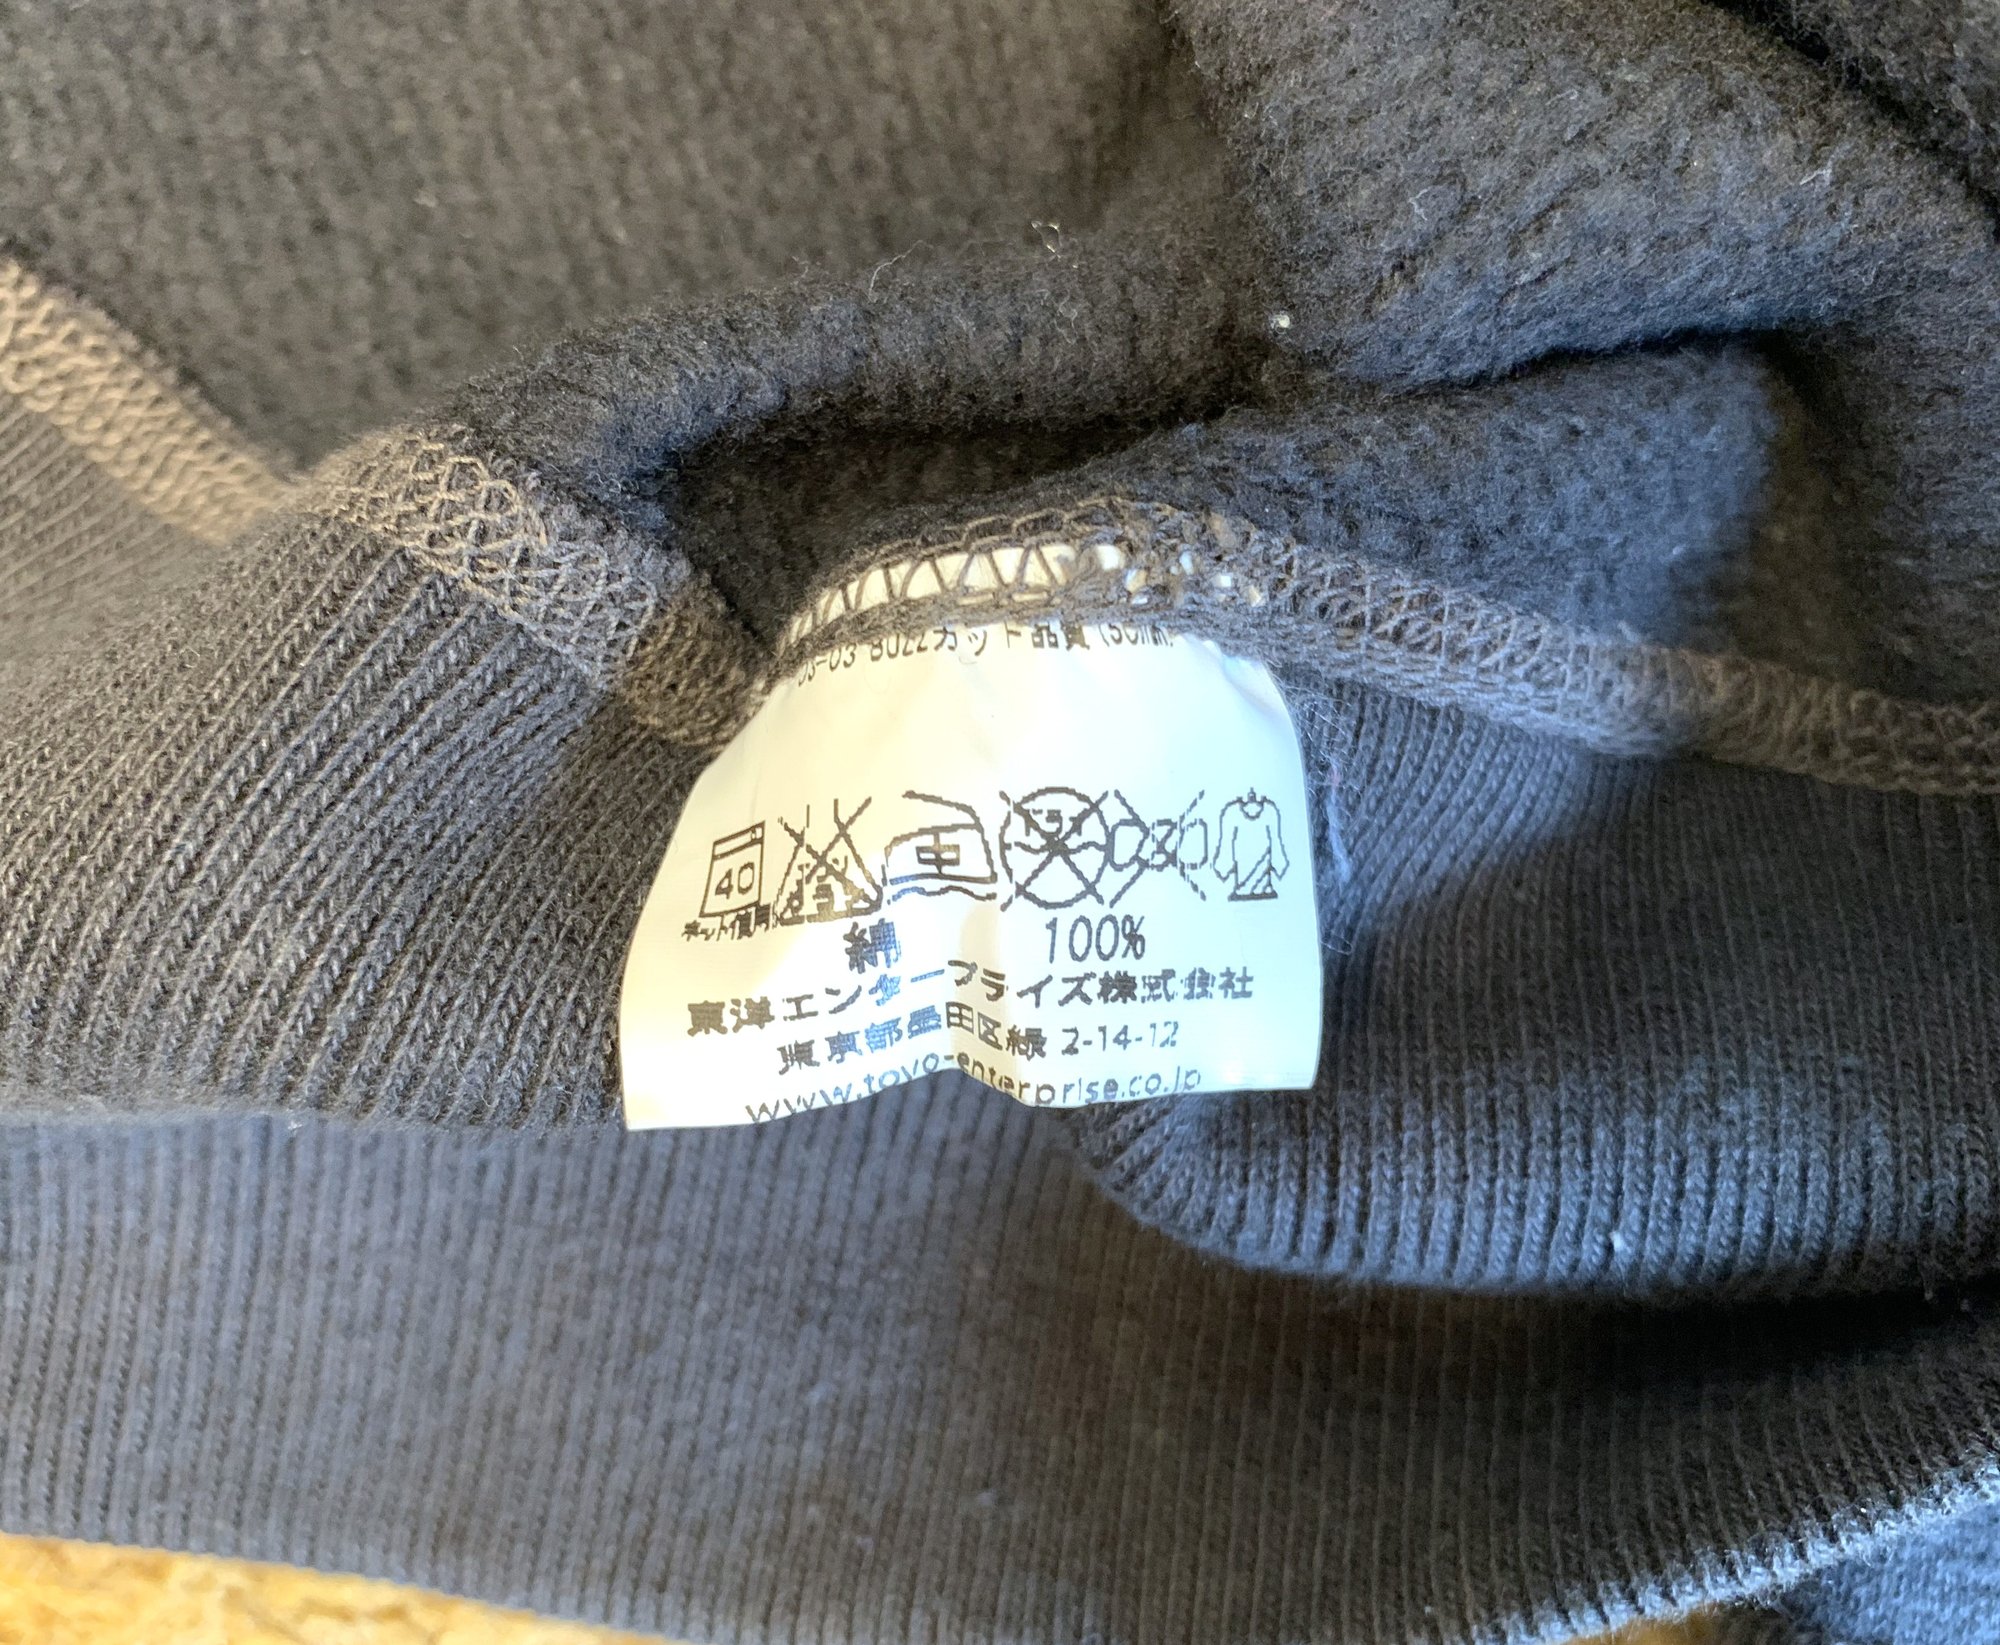 カット品質
40
ネット使用
中
綿 100%
東洋エンタープライズ株式会社
東京都墨田区緑 2-14-12
www.toyo-enterprise.co.jp